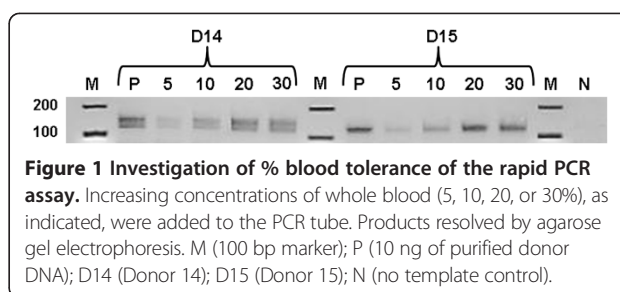 D14 D15
M P 5 10 20 30 M P 5 10 20 30 M N
200
100
Figure 1 Investigation of % blood tolerance of the rapid PCR
assay. Increasing concentrations of whole blood (5, 10, 20, or 30%), as
indicated, were added to the PCR tube. Products resolved by agarose
gel electrophoresis. M (100 bp marker); P (10 ng of purified donor
DNA); D14 (Donor 14); D15 (Donor 15); N (no template control).